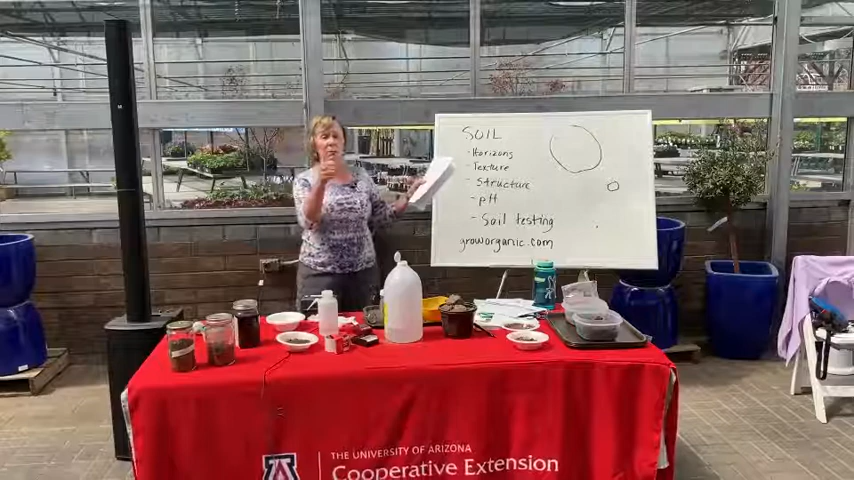 SOIL
- Horizons
- Texture
- Structure
- pH
- Soil testing
groworganic.com
A
THE UNIVERSITY OF ARIZONA
Cooperative Extension